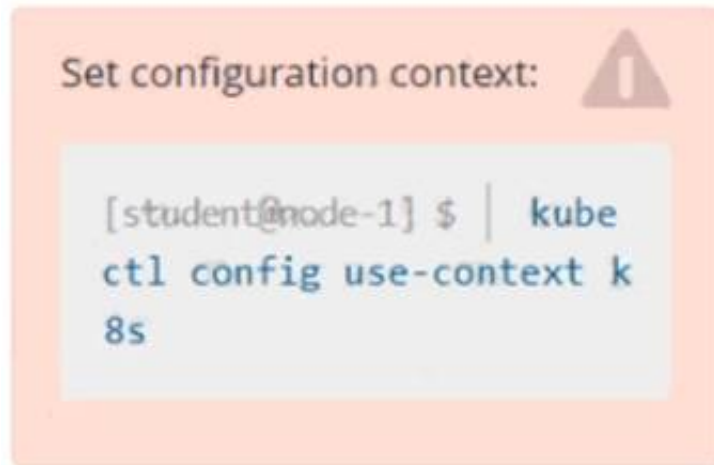 Set configuration context:
[student@node-1] $ | kube
ctl config use-context k
8s